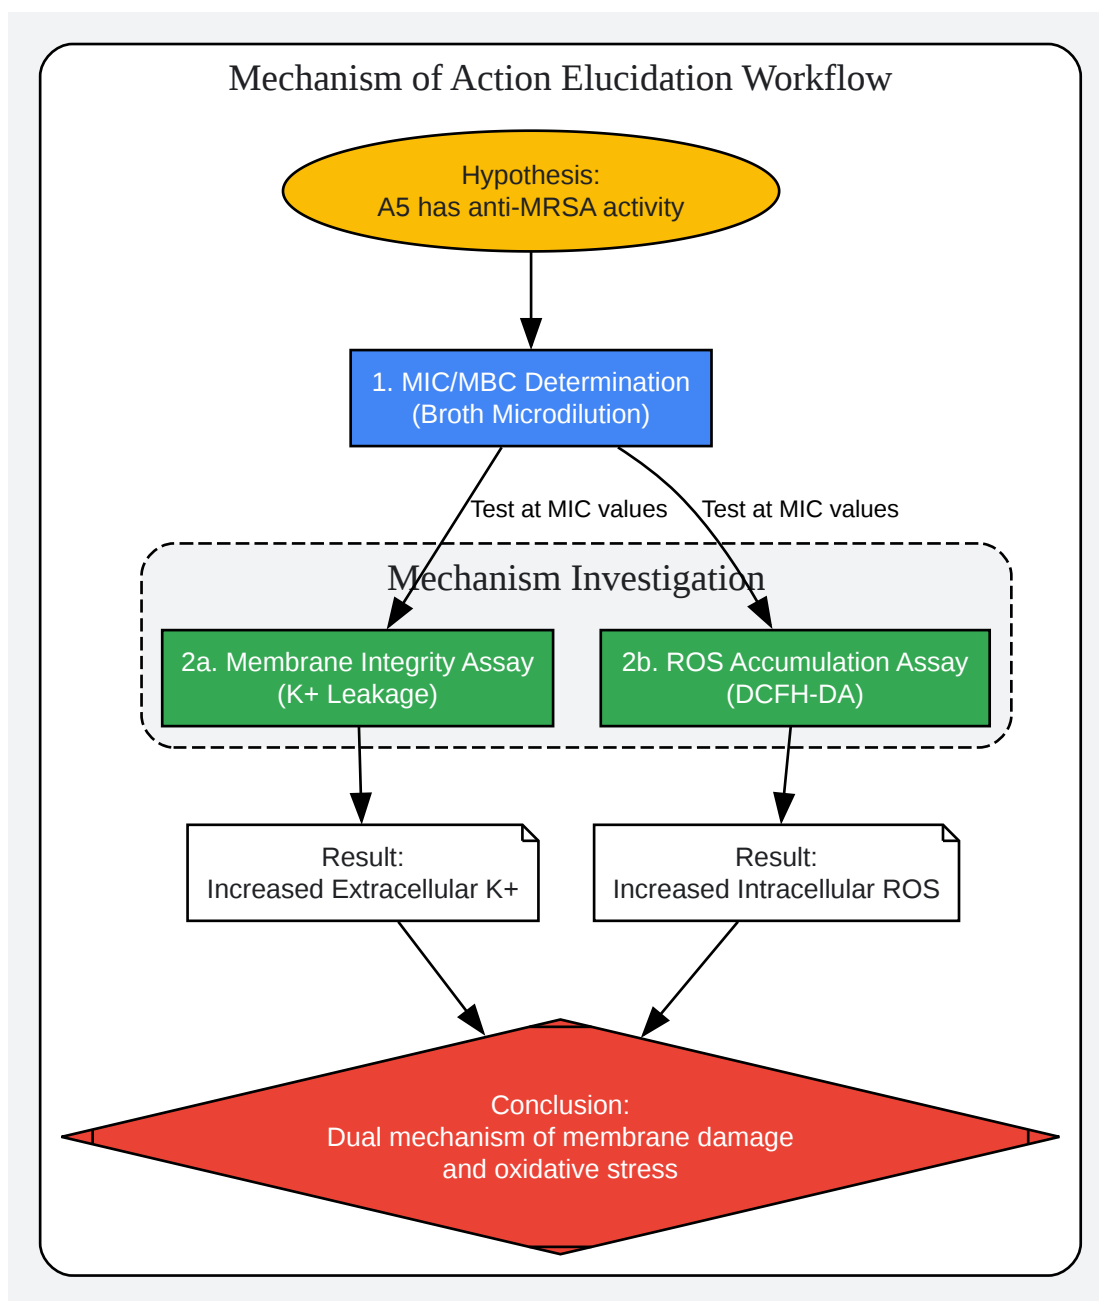 Mechanism of Action Elucidation Workflow
Hypothesis:
A5 has anti-MRSA activity
1. MIC/MBC Determination
(Broth Microdilution)
Test at MIC values
Test at MIC values
Mechanism Investigation
2a. Membrane Integrity Assay
(K+ Leakage)
2b. ROS Accumulation Assay
(DCFH-DA)
Result:
Increased Extracellular K+
Result:
Increased Intracellular ROS
Conclusion:
Dual mechanism of membrane damage
and oxidative stress